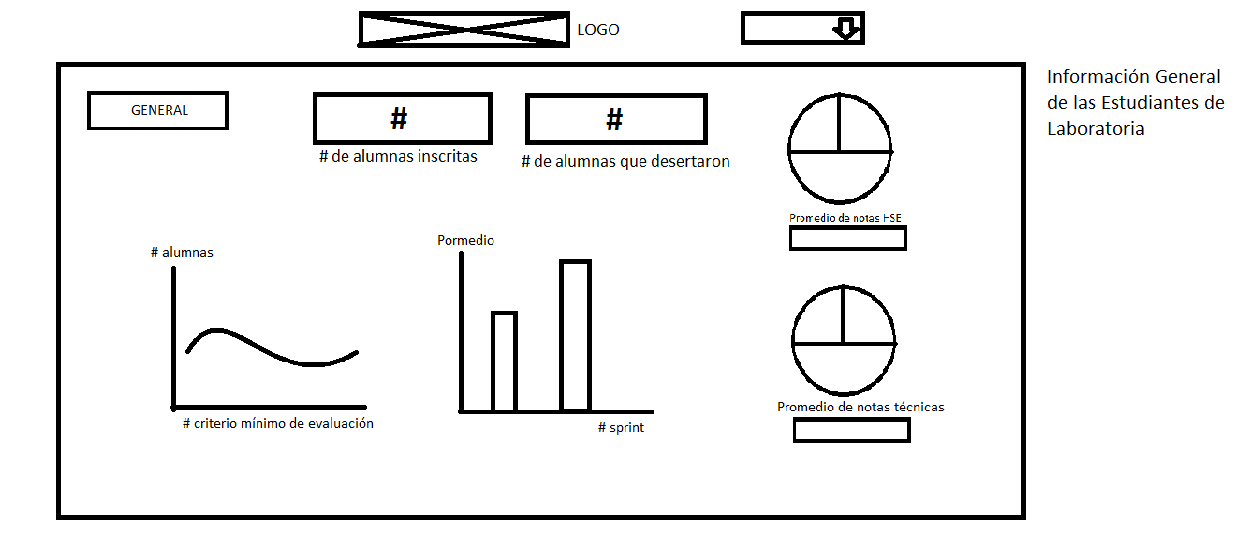 LOGO
Información General
de las Estudiantes de
Laboratoria
GENERAL
#
#
# de alumnas inscritas
# de alumnas que desertaron
Promedio de notas HSE
# alumnas
Pormedio
# criterio mínimo de evaluación
# sprint
Promedio de notas técnicas